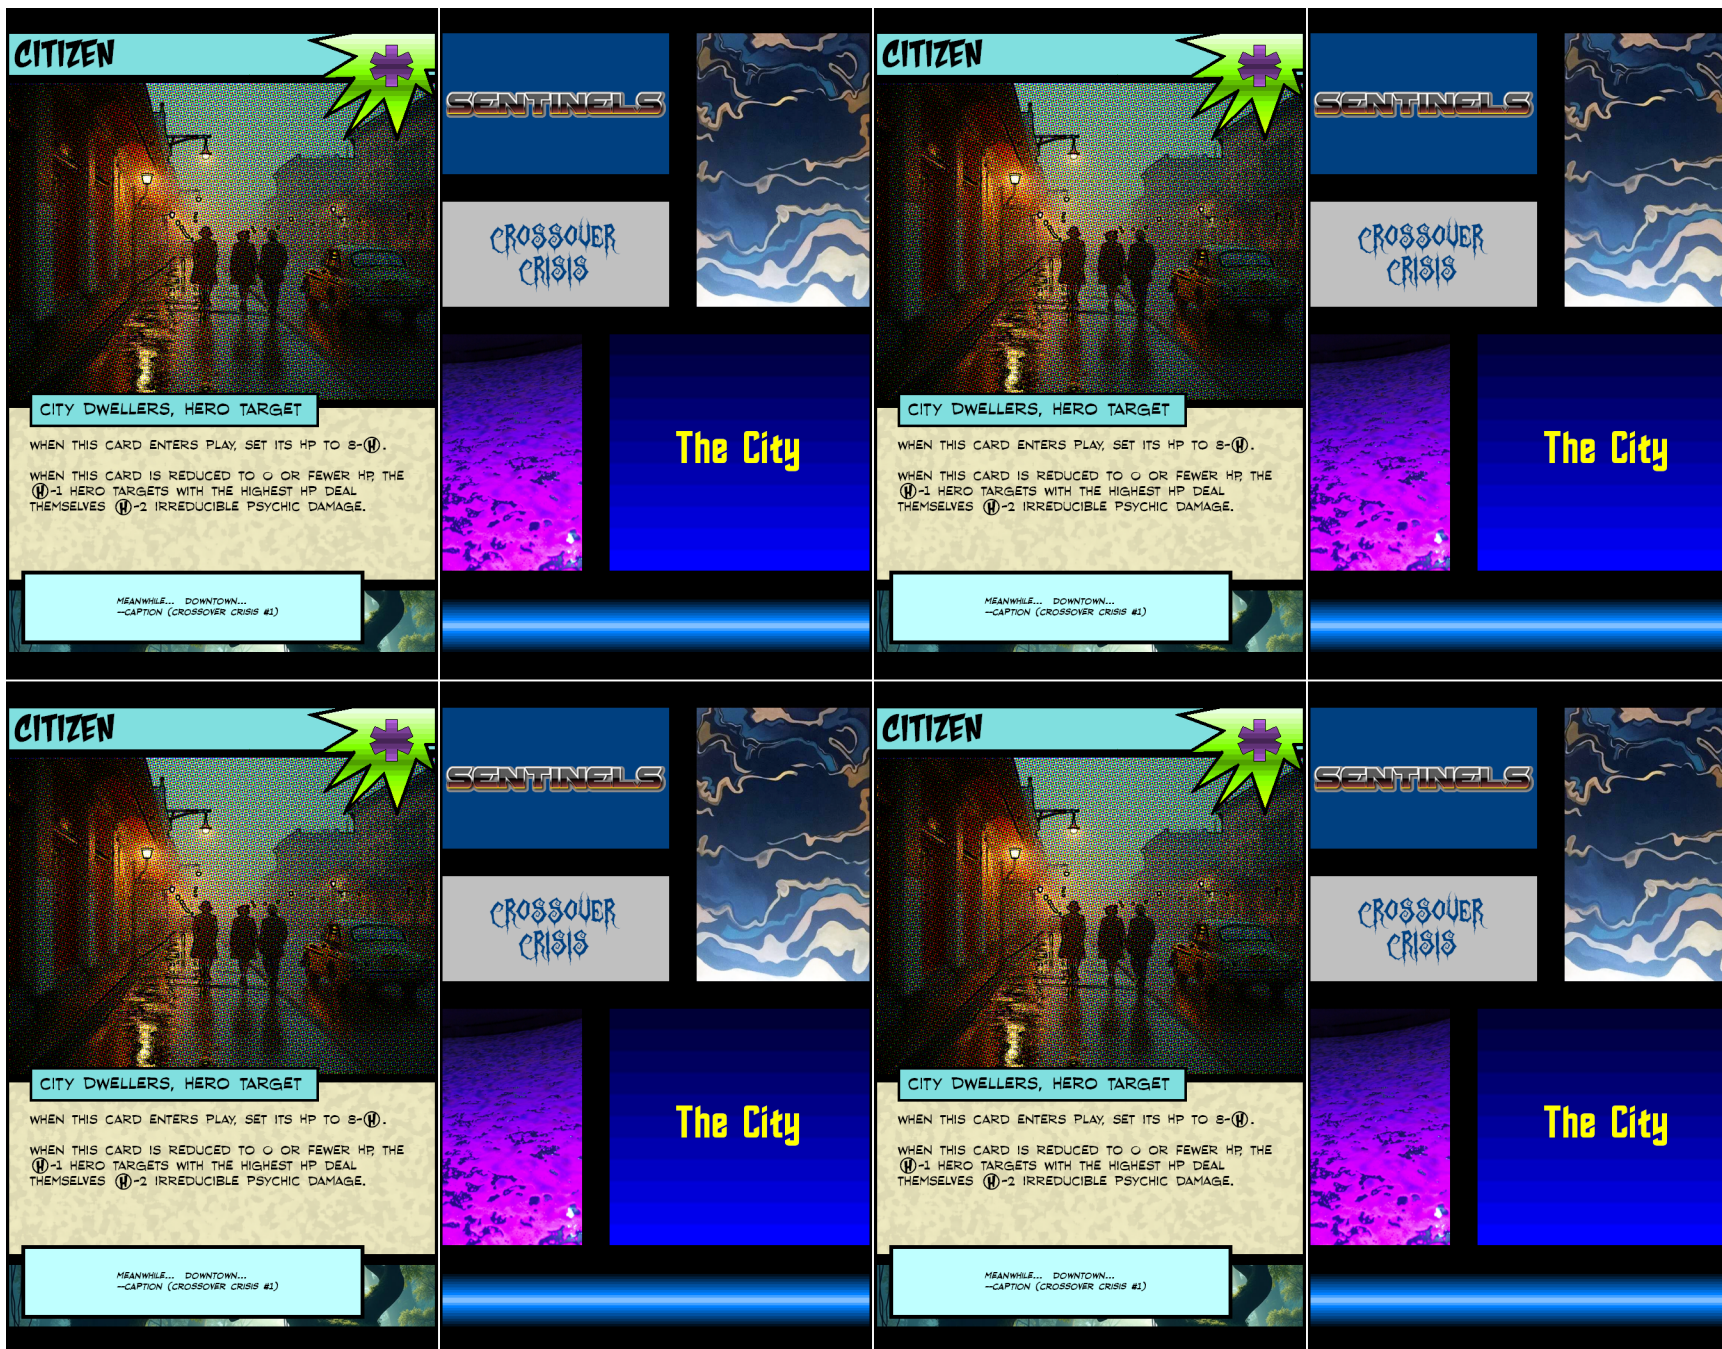 CITIZEN
CITY DWELLERS, HERO TARGET
WHEN THIS CARD ENTERS PLAY, SET ITS HP TO 8-H.
WHEN THIS CARD IS REDUCED TO 0 OR FEWER HP, THE
H-1 HERO TARGETS WITH THE HIGHEST HP DEAL
THEMSELVES H-2 IRREDUCIBLE PSYCHIC DAMAGE.
MEANWHILE... DOWNTOWN...
--CAPTION (CROSSOVER CRISIS #1)
SENTINELS
CROSSOVER
CRISIS
The City
CITIZEN
CITY DWELLERS, HERO TARGET
WHEN THIS CARD ENTERS PLAY, SET ITS HP TO 8-H.
WHEN THIS CARD IS REDUCED TO 0 OR FEWER HP, THE
H-1 HERO TARGETS WITH THE HIGHEST HP DEAL
THEMSELVES H-2 IRREDUCIBLE PSYCHIC DAMAGE.
MEANWHILE... DOWNTOWN...
--CAPTION (CROSSOVER CRISIS #1)
SENTINELS
CROSSOVER
CRISIS
The City
CITIZEN
CITY DWELLERS, HERO TARGET
WHEN THIS CARD ENTERS PLAY, SET ITS HP TO 8-H.
WHEN THIS CARD IS REDUCED TO 0 OR FEWER HP, THE
H-1 HERO TARGETS WITH THE HIGHEST HP DEAL
THEMSELVES H-2 IRREDUCIBLE PSYCHIC DAMAGE.
MEANWHILE... DOWNTOWN...
--CAPTION (CROSSOVER CRISIS #1)
SENTINELS
CROSSOVER
CRISIS
The City
CITIZEN
CITY DWELLERS, HERO TARGET
WHEN THIS CARD ENTERS PLAY, SET ITS HP TO 8-H.
WHEN THIS CARD IS REDUCED TO 0 OR FEWER HP, THE
H-1 HERO TARGETS WITH THE HIGHEST HP DEAL
THEMSELVES H-2 IRREDUCIBLE PSYCHIC DAMAGE.
MEANWHILE... DOWNTOWN...
--CAPTION (CROSSOVER CRISIS #1)
SENTINELS
CROSSOVER
CRISIS
The City